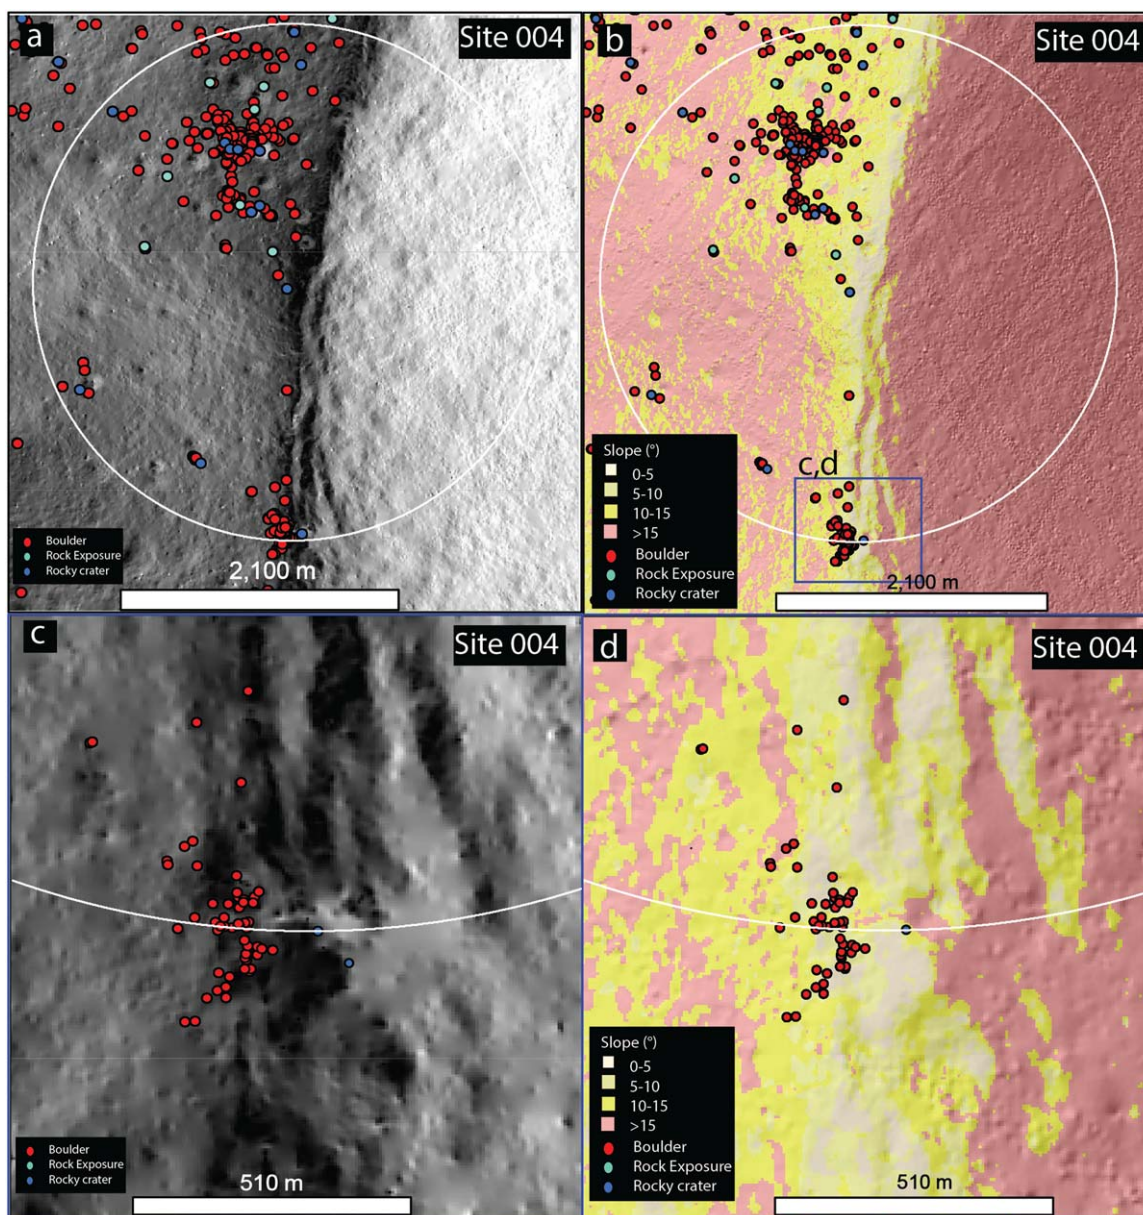 a
Site 004
Boulder
Rock Exposure
Rocky crater
2,100 m
b
Site 004
c,d
Slope (°)
0-5
5-10
10-15
>15
Boulder
Rock Exposure
Rocky crater
2,100 m
c
Site 004
Boulder
Rock Exposure
Rocky crater
510 m
d
Site 004
Slope (°)
0-5
5-10
10-15
>15
Boulder
Rock Exposure
Rocky crater
510 m